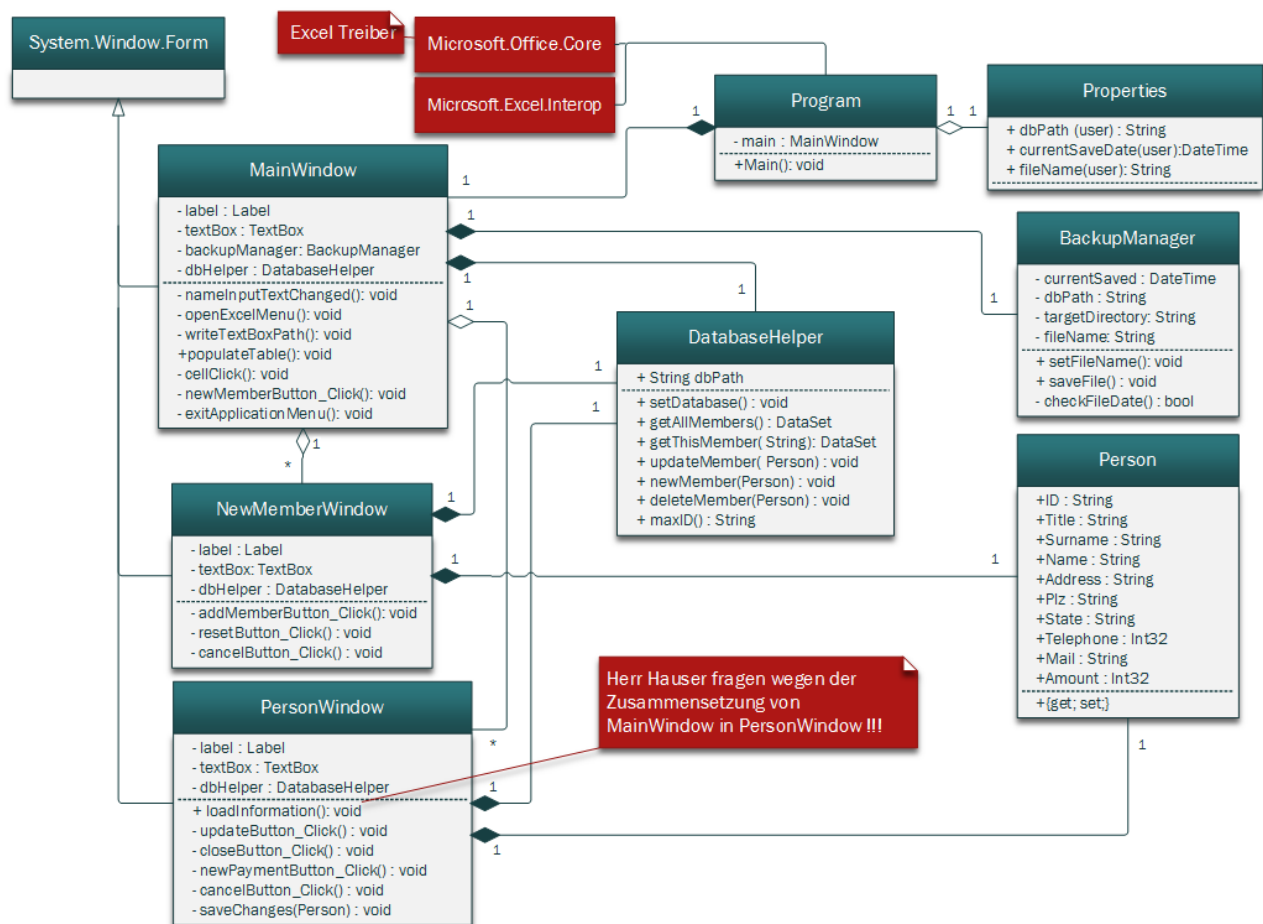 System.Window.Form
Excel Treiber
Microsoft.Office.Core
Microsoft.Excel.Interop
Program
- main : MainWindow
+Main(): void
1
1
1
1
Properties
+ dbPath (user) : String
+ currentSaveDate(user):DateTime
+ fileName(user): String
MainWindow
- label : Label
- textBox : TextBox
- backupManager: BackupManager
- dbHelper : DatabaseHelper
- nameInputTextChanged(): void
- openExcelMenu(): void
- writeTextBoxPath(): void
+populateTable(): void
- cellClick(): void
- newMemberButton_Click(): void
- exitApplicationMenu(): void
1
1
1
1
*
1
1
BackupManager
- currentSaved : DateTime
- dbPath : String
- targetDirectory: String
- fileName: String
+ setFileName(): void
+ saveFile() : void
- checkFileDate() : bool
DatabaseHelper
+ String dbPath
+ setDatabase() : void
+ getAllMembers() : DataSet
+ getThisMember( String): DataSet
+ updateMember( Person) : void
+ newMember(Person) : void
+ deleteMember(Person) : void
+ maxID() : String
1
1
NewMemberWindow
- label : Label
- textBox: TextBox
- dbHelper : DatabaseHelper
- addMemberButton_Click(): void
- resetButton_Click() : void
- cancelButton_Click() : void
1
1
1
Person
+ID : String
+Title : String
+Surname : String
+Name : String
+Address : String
+Plz : String
+State : String
+Telephone : Int32
+Mail : String
+Amount : Int32
+{get; set;}
1
Herr Hauser fragen wegen der
Zusammensetzung von
MainWindow in PersonWindow !!!
PersonWindow
- label : Label
- textBox : TextBox
- dbHelper : DatabaseHelper
+ loadInformation(): void
- updateButton_Click() : void
- closeButton_Click() : void
- newPaymentButton_Click() : void
- cancelButton_Click() : void
- saveChanges(Person) : void
*
1
1